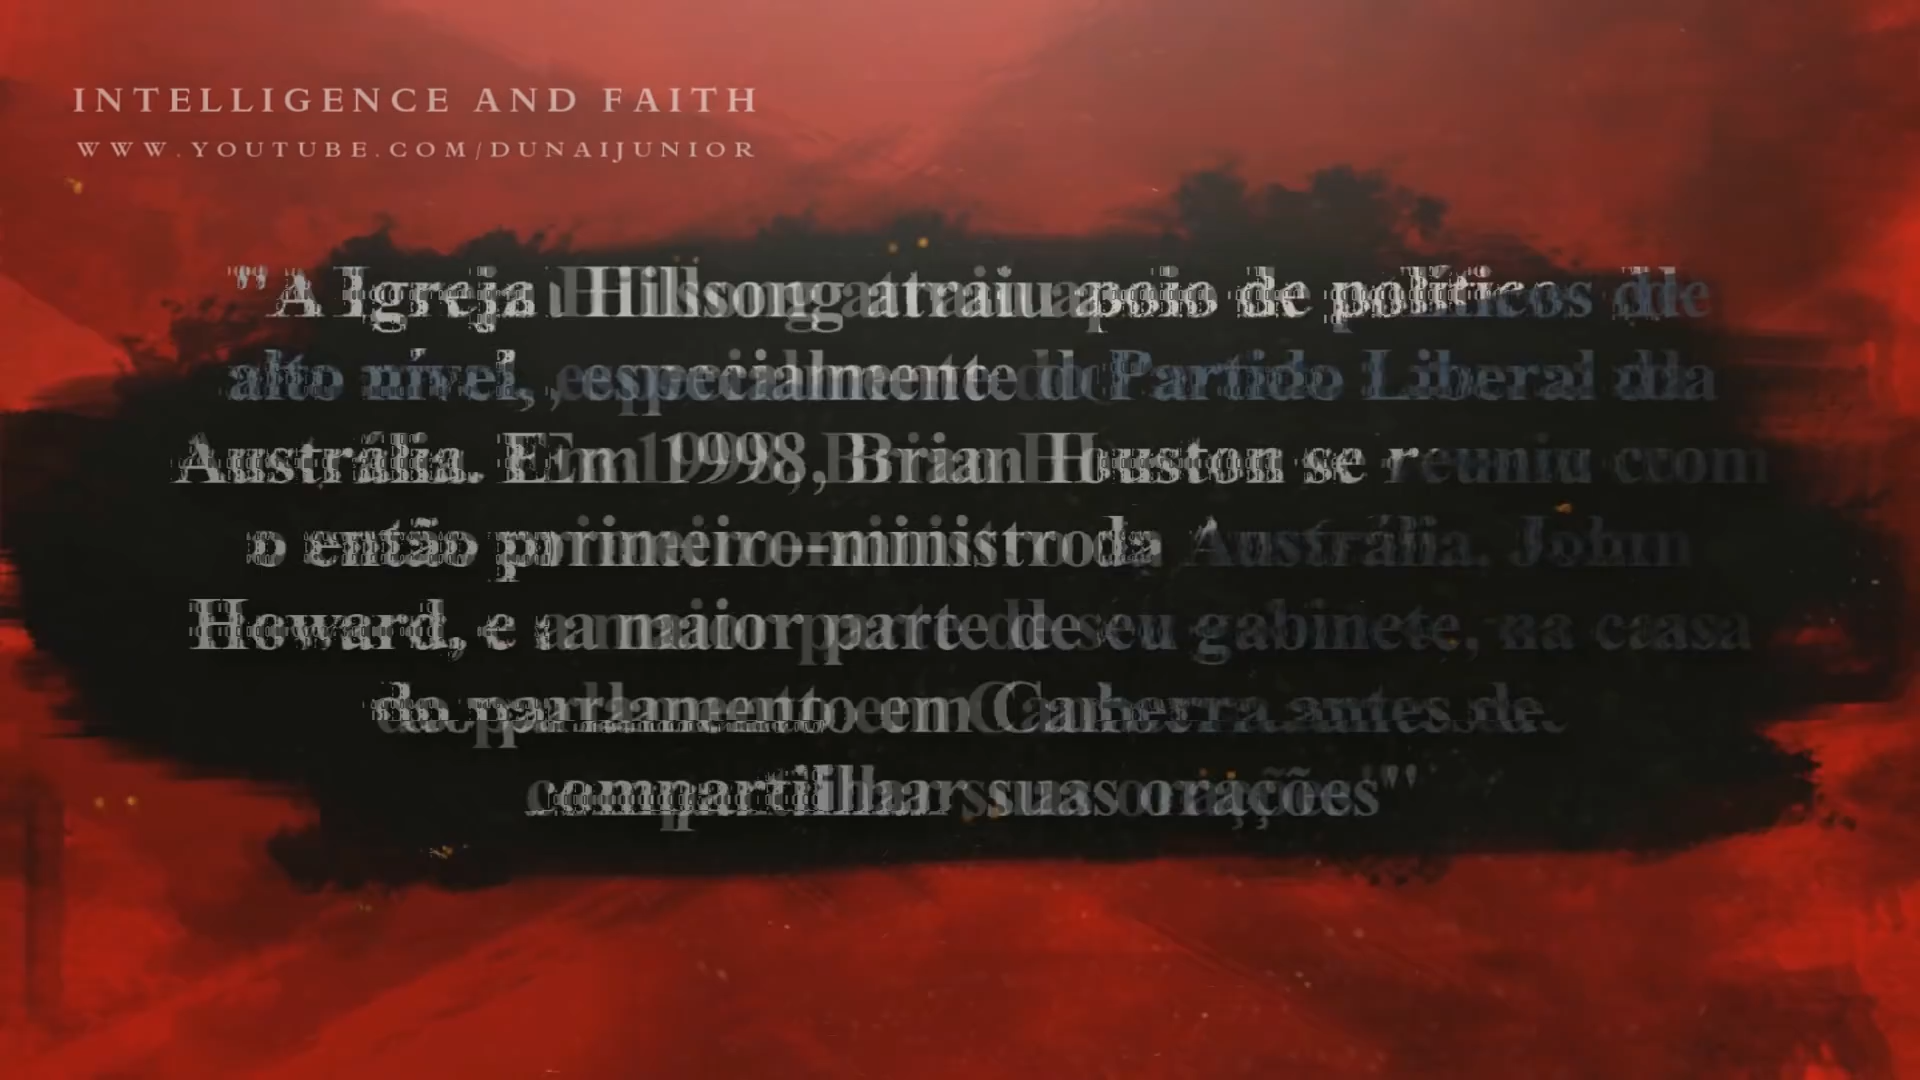 INTELLIGENCE AND FAITH
WWW.YOUTUBE.COM/DUNAIJUNIOR
"A Igreja Hillsong atraiu apoio de políticos de
alto nível, especialmente do Partido Liberal da
Austrália. Em 1998, Brian Houston se reuniu com
o então primeiro-ministro da Austrália. John
Howard, e a maior parte de seu gabinete, na casa
do parlamento em Canberra antes de
compartilhar suas orações"